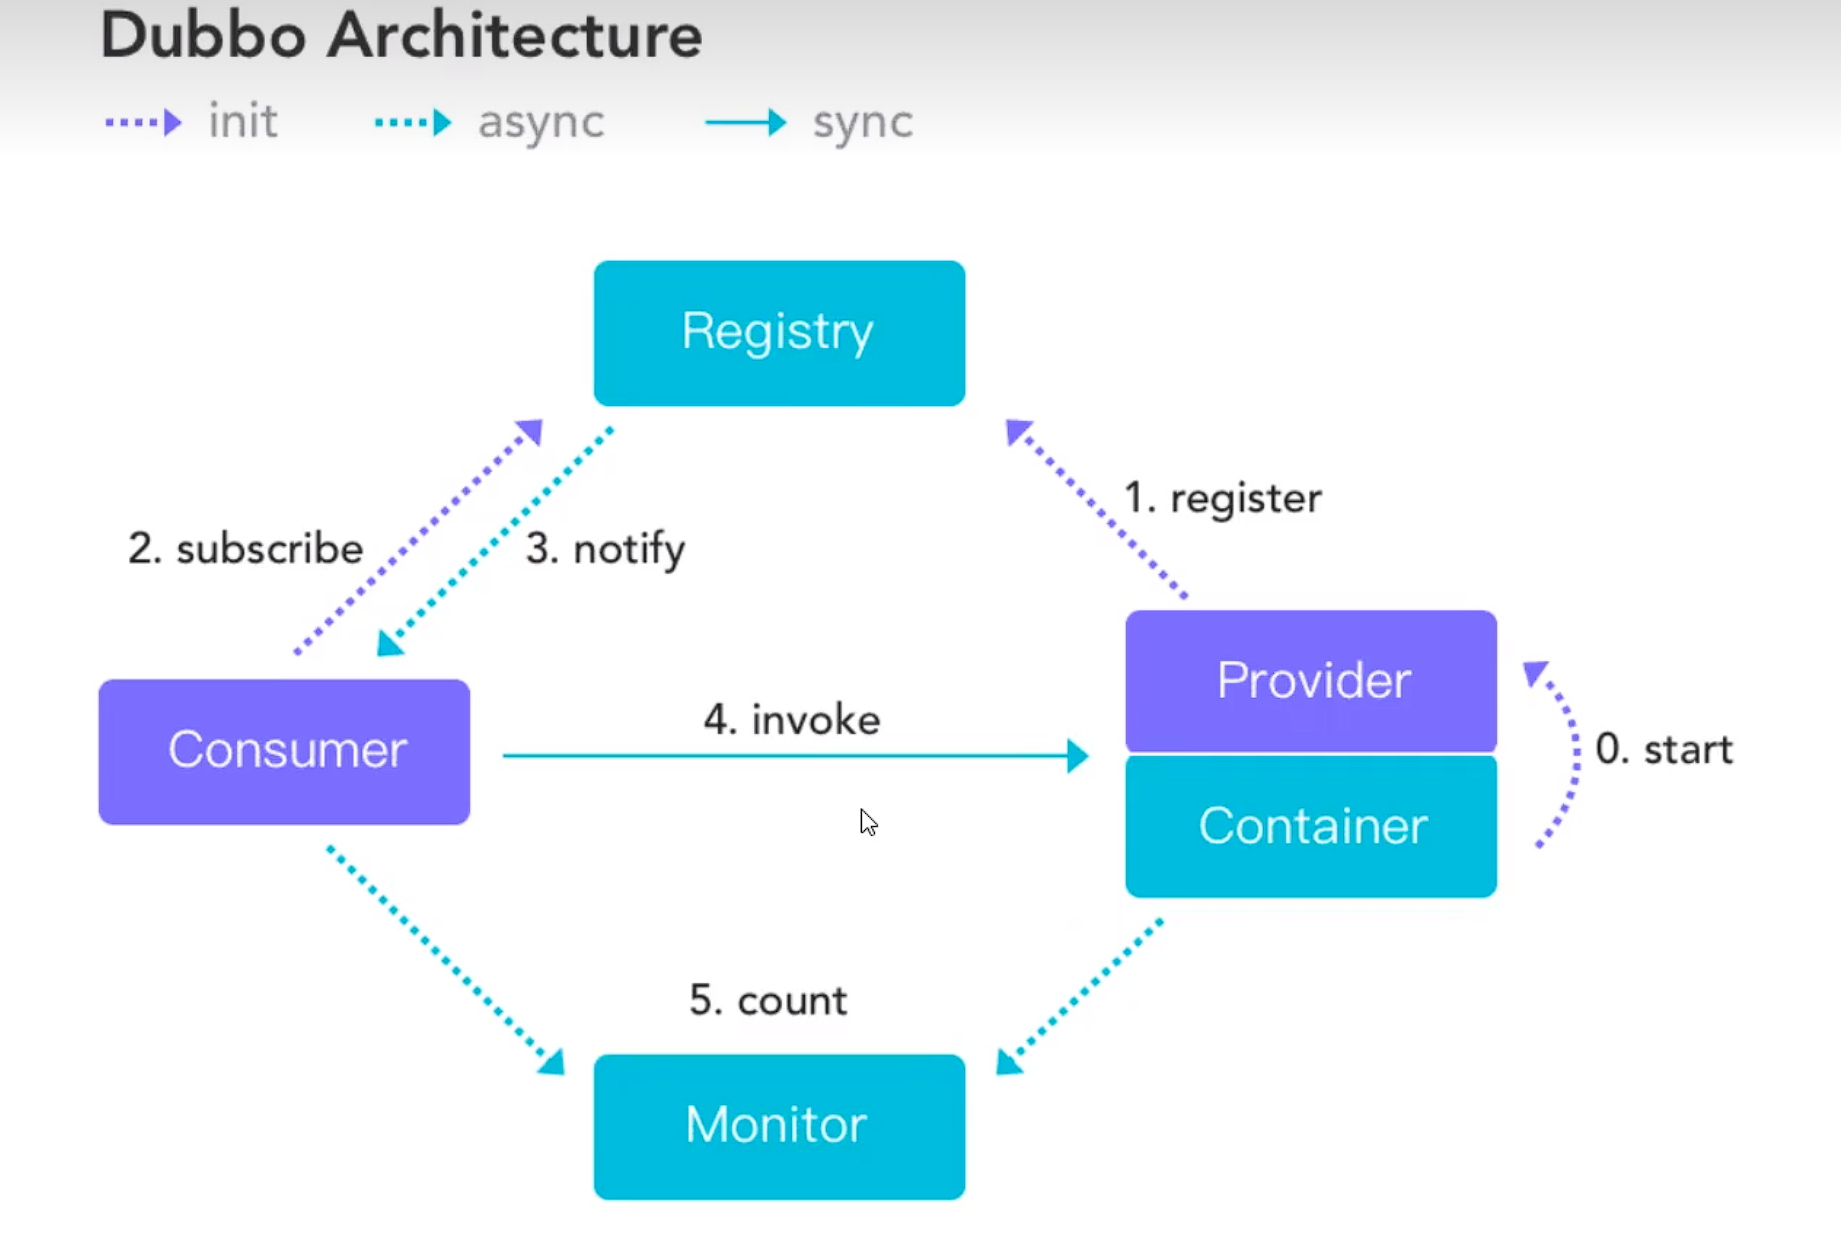 Dubbo Architecture
init async sync
Registry
1. register
2. subscribe
3. notify
Provider
4. invoke
Consumer
0. start
Container
5. count
Monitor